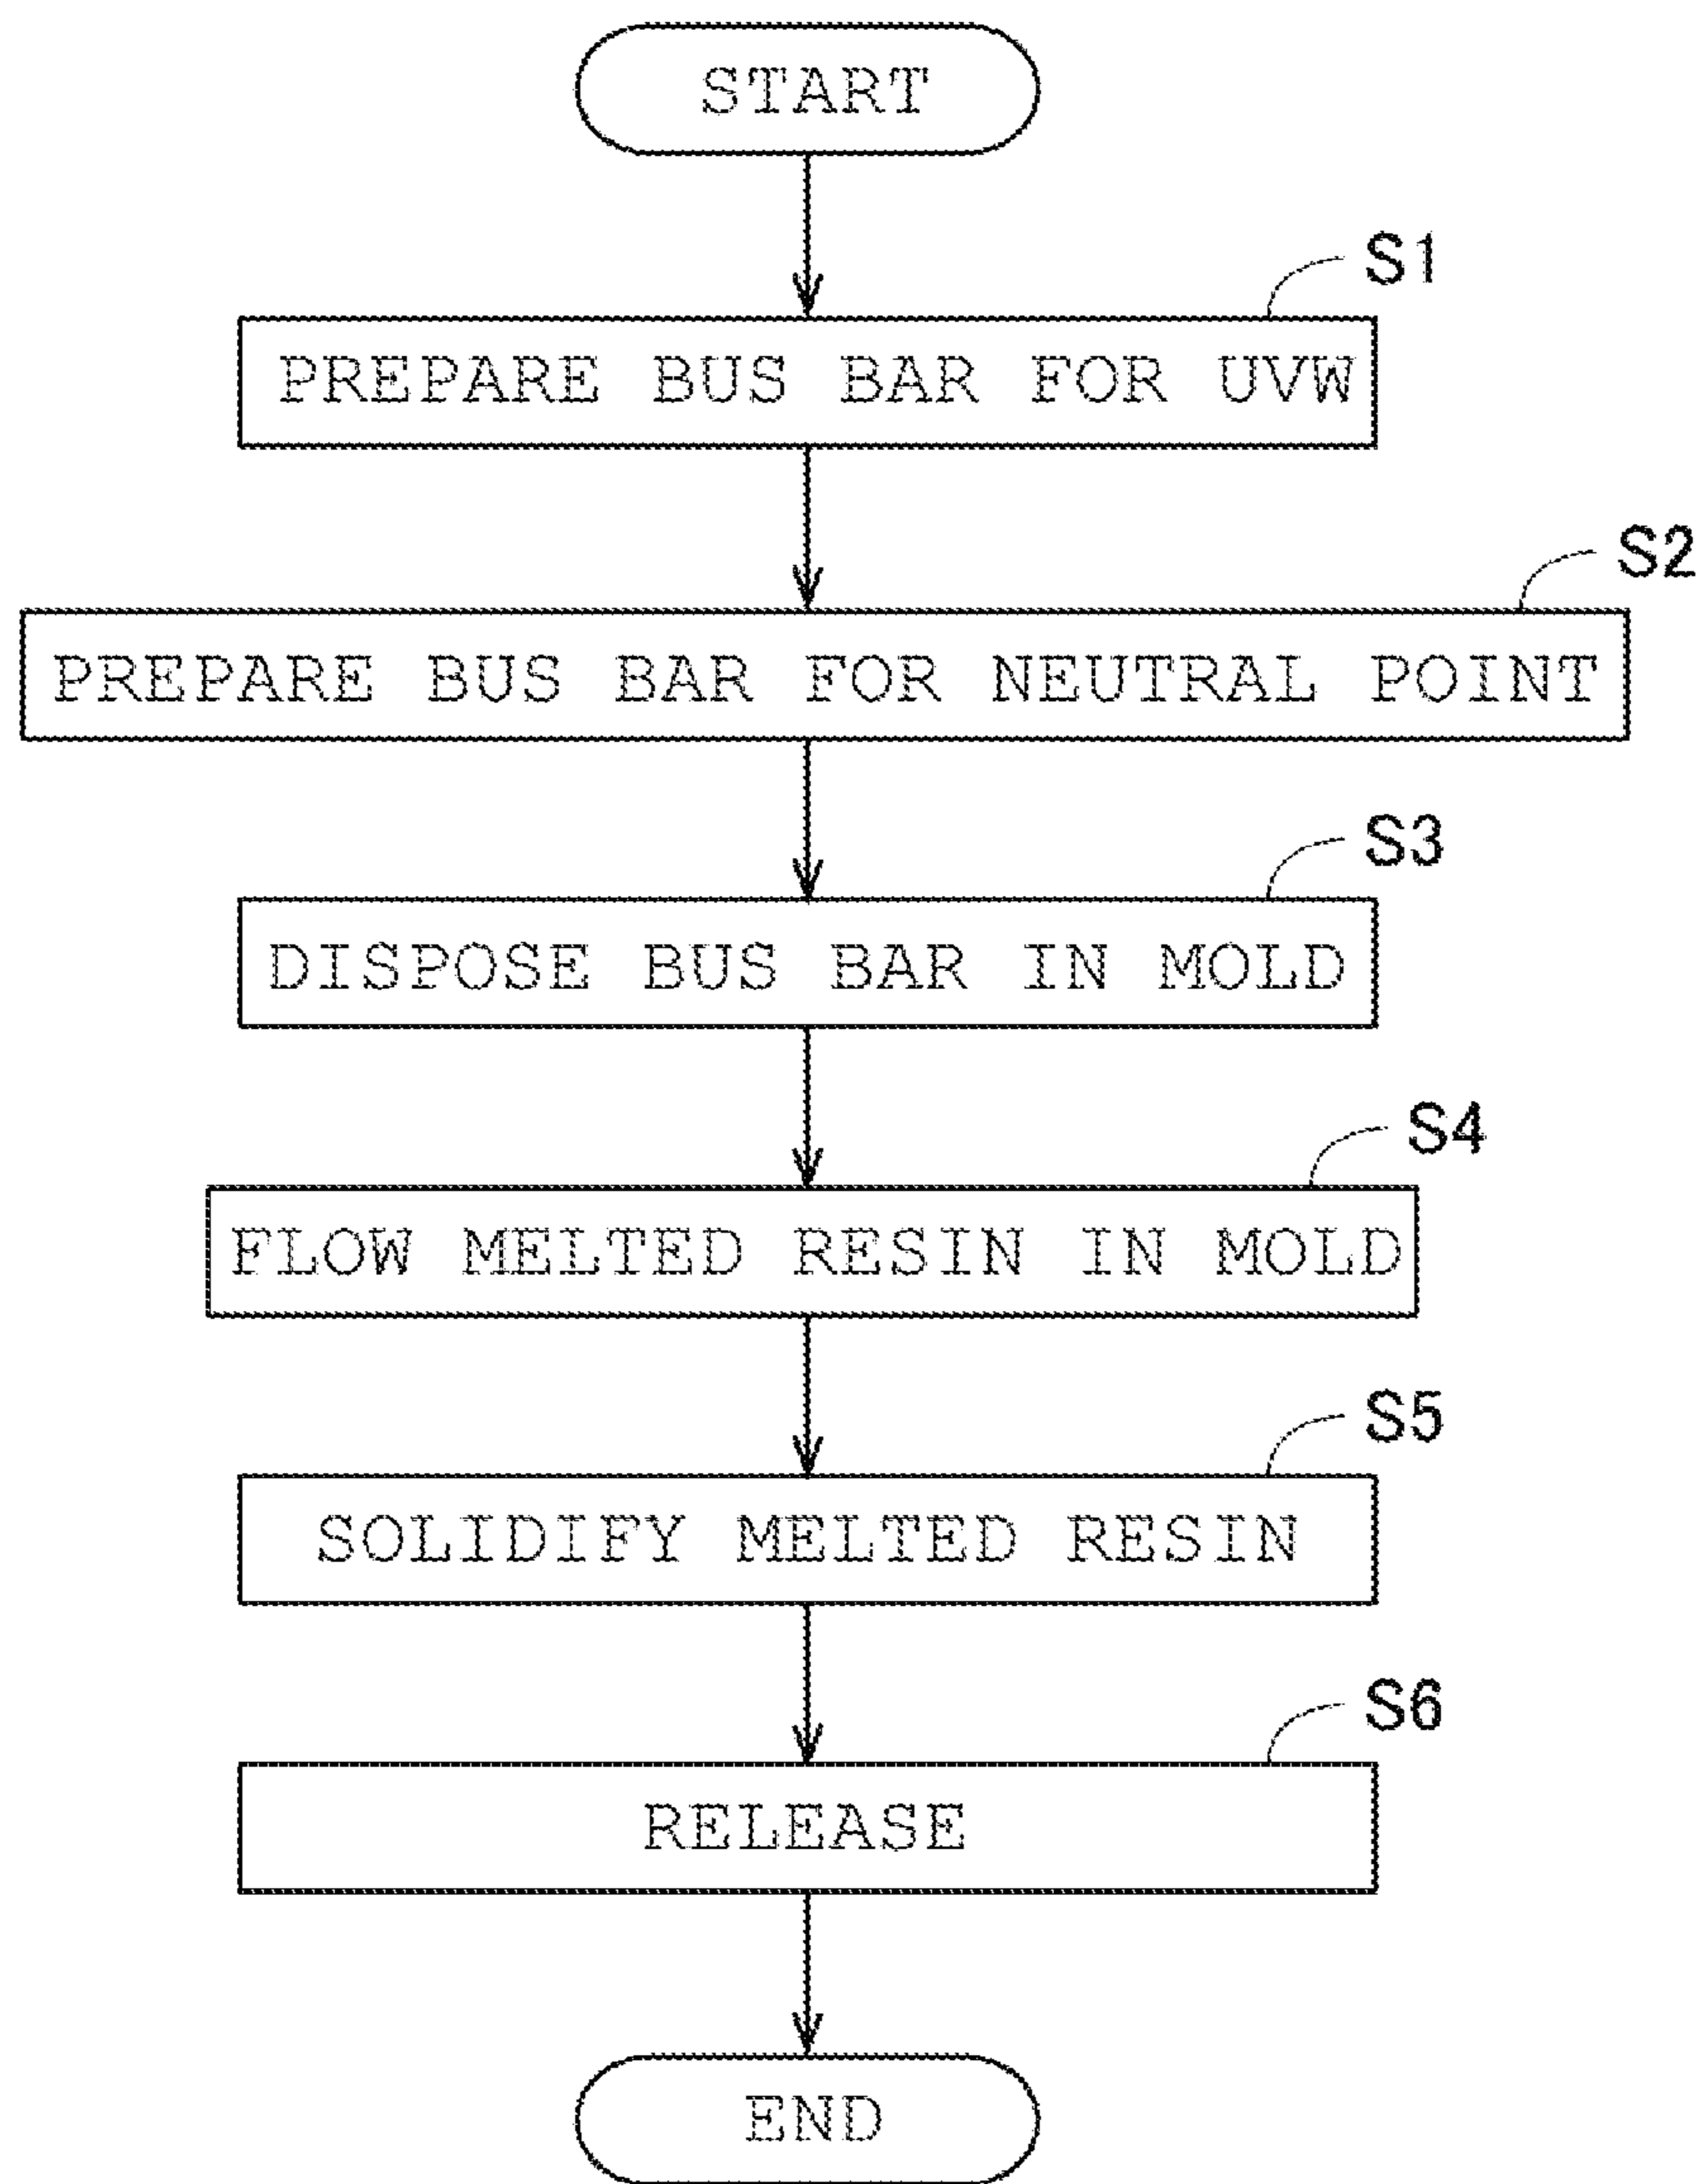 START
S1
PREPARE BUS BAR FOR UVW
S2
PREPARE BUS BAR FOR NEUTRAL POINT
S3
DISPOSE BUS BAR IN MOLD
S4
FLOW MELTED RESIN IN MOLD
S5
SOLIDIFY MELTED RESIN
S6
RELEASE
END